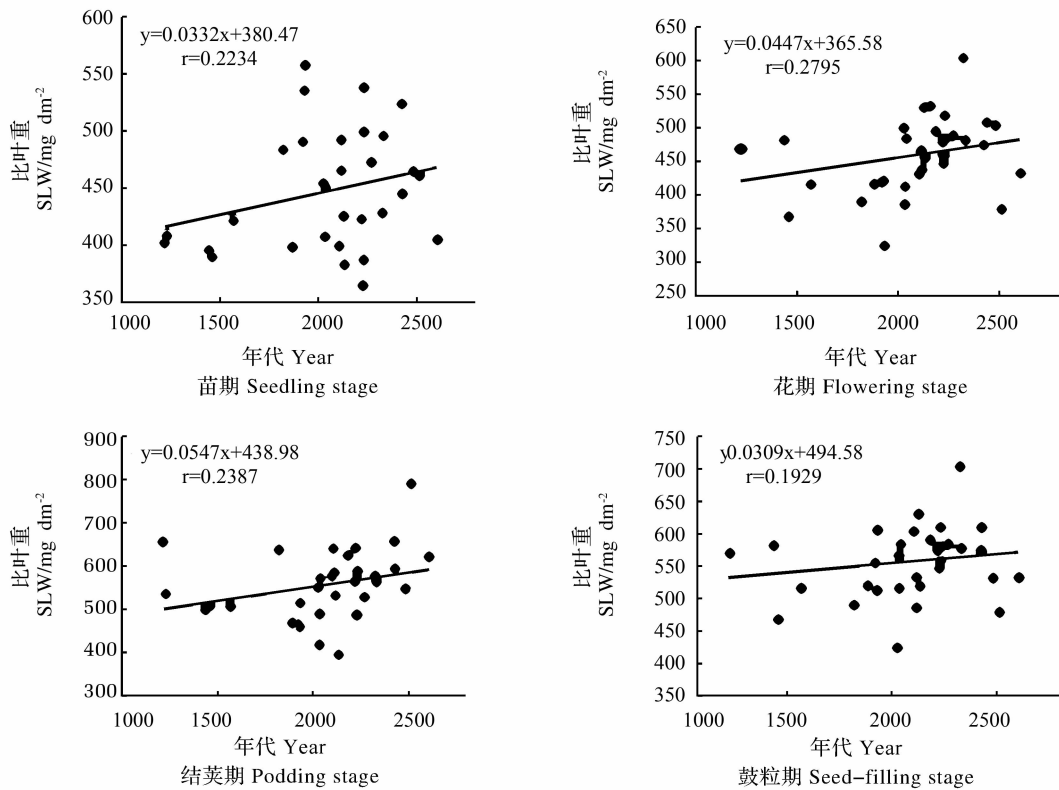 600
550
500
450
400
350
y=0.0332x+380.47
r=0.2234
比叶重
SLW/mg dm-2
1000 1500 2000 2500
年代 Year
苗期 Seedling stage
650
600
550
500
450
400
350
300
250
y=0.0447x+365.58
r=0.2795
比叶重
SLW/mg dm-2
1000 1500 2000 2500
年代 Year
花期 Flowering stage
900
800
700
600
500
400
300
y=0.0547x+438.98
r=0.2387
比叶重
SLW/mg dm-2
1000 1500 2000 2500
年代 Year
结荚期 Podding stage
750
700
650
600
550
500
450
350
y0.0309x+494.58
r=0.1929
比叶重
SLW/mg dm-2
1000 1500 2000 2500
年代 Year
鼓粒期 Seed-filling stage